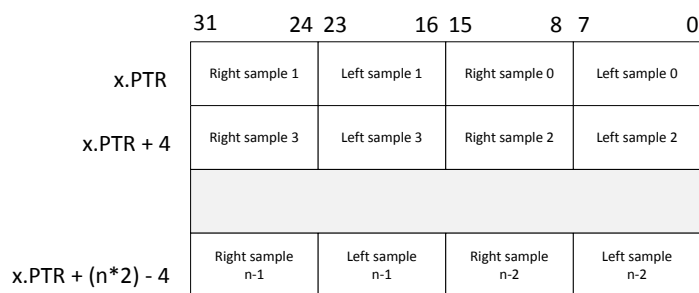 31 24 23 16 15 8 7 0
x.PTR Right sample 1 Left sample 1 Right sample 0 Left sample 0
x.PTR + 4 Right sample 3 Left sample 3 Right sample 2 Left sample 2
x.PTR + (n*2) - 4 Right sample n-1 Left sample n-1 Right sample n-2 Left sample n-2